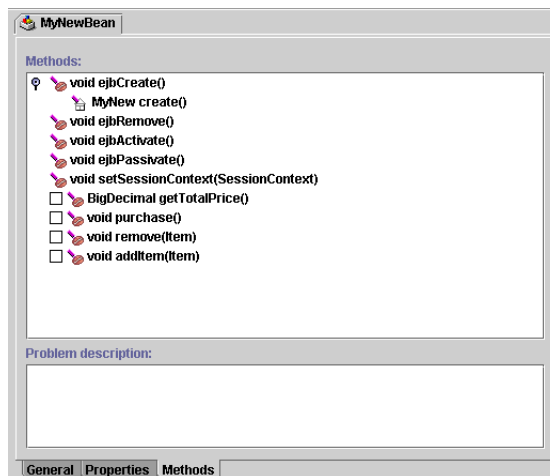 MyNewBean
Methods:
void ejbCreate()
MyNew create()
void ejbRemove()
void ejbActivate()
void ejbPassivate()
void setSessionContext(SessionContext)
BigDecimal getTotalPrice()
void purchase()
void remove(Item)
void addItem(Item)
Problem description:
General Properties Methods